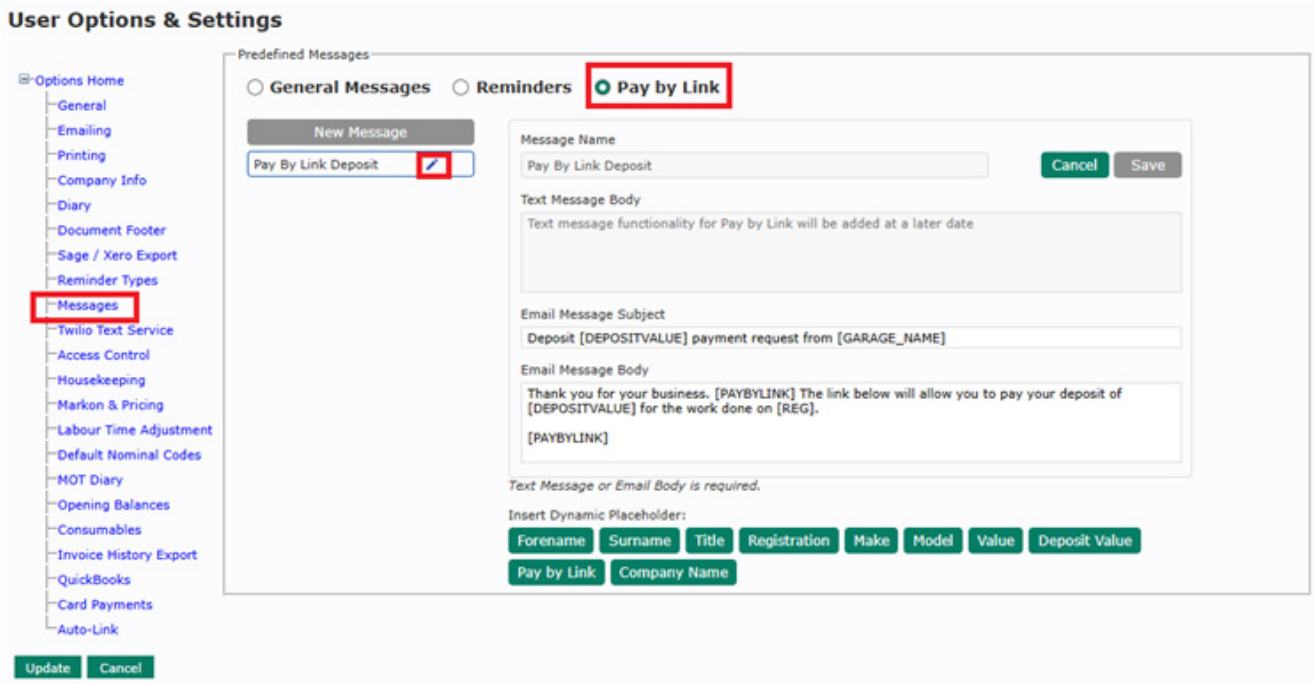 User Options & Settings
Options Home
General
Emailing
Printing
Company Info
Diary
Document Footer
Sage / Xero Export
Reminder Types
Messages
Twilio Text Service
Access Control
Housekeeping
Markon & Pricing
Labour Time Adjustment
Default Nominal Codes
MOT Diary
Opening Balances
Consumables
Invoice History Export
QuickBooks
Card Payments
Auto-Link
Update Cancel
Predefined Messages
General Messages Reminders Pay by Link
New Message
Pay By Link Deposit
Message Name
Pay By Link Deposit
Cancel Save
Text Message Body
Text message functionality for Pay by Link will be added at a later date
Email Message Subject
Deposit [DEPOSITVALUE] payment request from [GARAGE_NAME]
Email Message Body
Thank you for your business. [PAYBYLINK] The link below will allow you to pay your deposit of
[DEPOSITVALUE] for the work done on [REG].
[PAYBYLINK]
Text Message or Email Body is required.
Insert Dynamic Placeholder:
Forename Surname Title Registration Make Model Value Deposit Value
Pay by Link Company Name